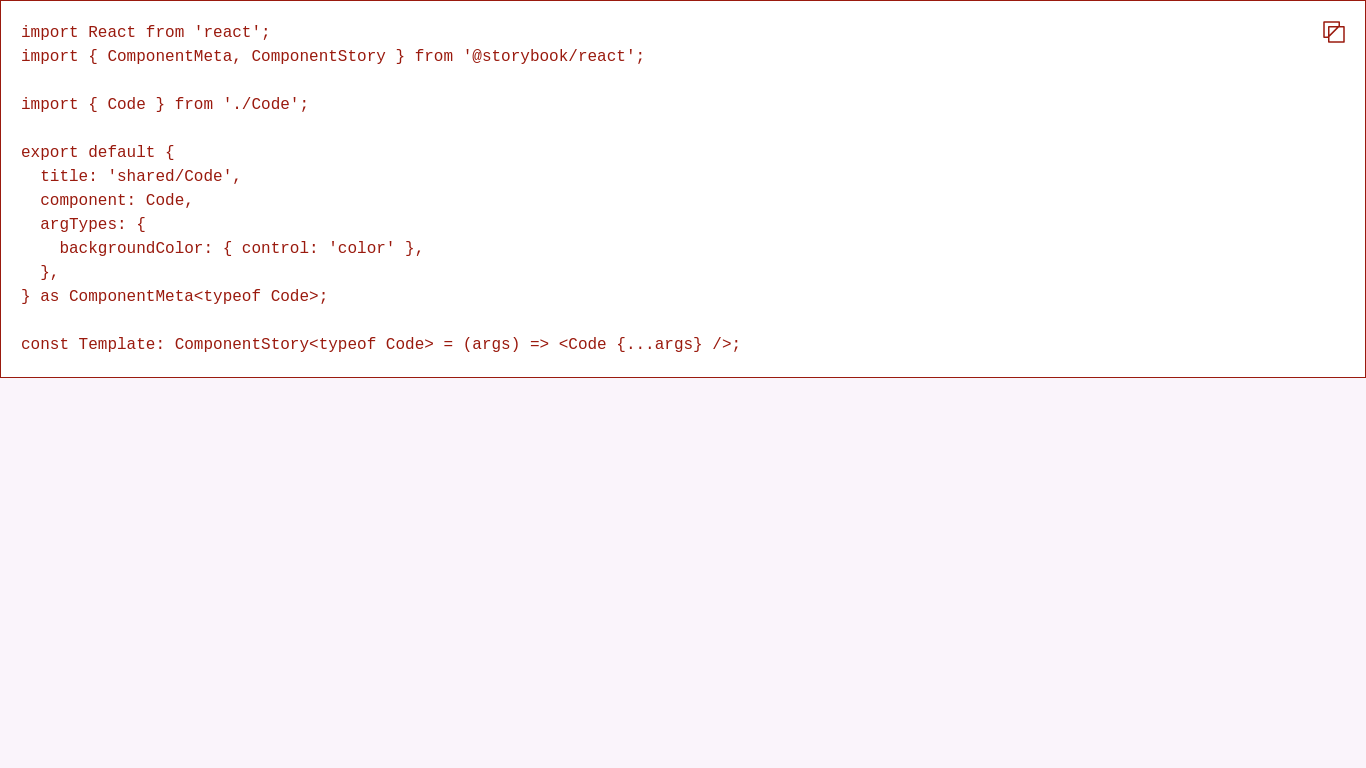 import React from 'react';
import { ComponentMeta, ComponentStory } from '@storybook/react';

import { Code } from './Code';

export default {
  title: 'shared/Code',
  component: Code,
  argTypes: {
    backgroundColor: { control: 'color' },
  },
} as ComponentMeta<typeof Code>;

const Template: ComponentStory<typeof Code> = (args) => <Code {...args} />;